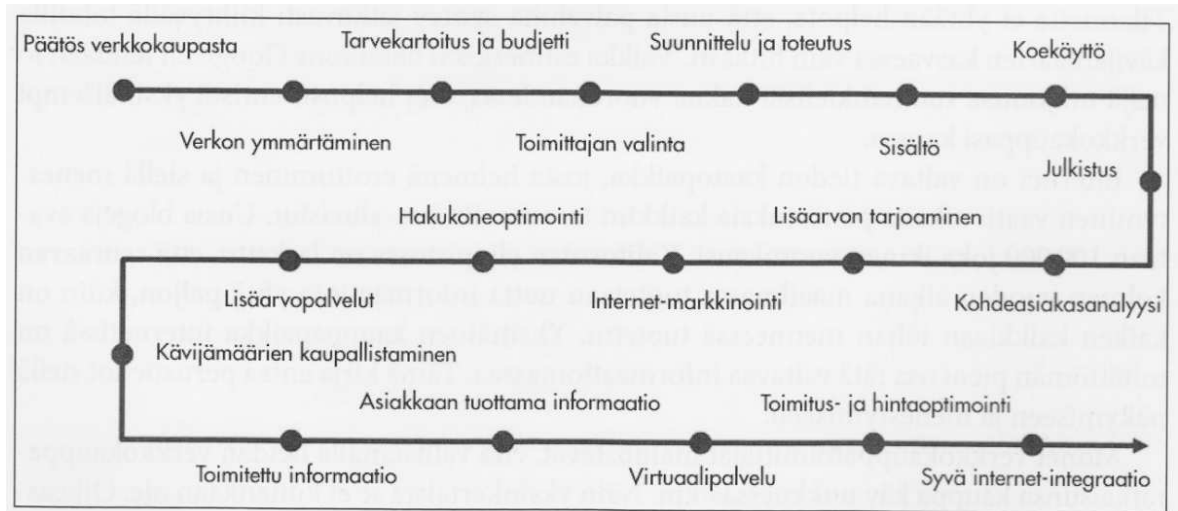 Päätös verkkokaupasta
Tarvekartoitus ja budjetti
Suunnittelu ja toteutus
Koekäyttö
Verkon ymmärtäminen
Toimittajan valinta
Sisältö
Julkistus
Hakukoneoptimointi
Lisäarvon tarjoaminen
Lisäarvopalvelut
Internet-markkinointi
Kohdeasiakasanalyysi
Kävijämäärien kaupallistaminen
Asiakkaan tuottama informaatio
Toimitus- ja hintaoptimointi
Toimitettu informaatio
Virtuaalipalvelu
Syvä internet-integraatio